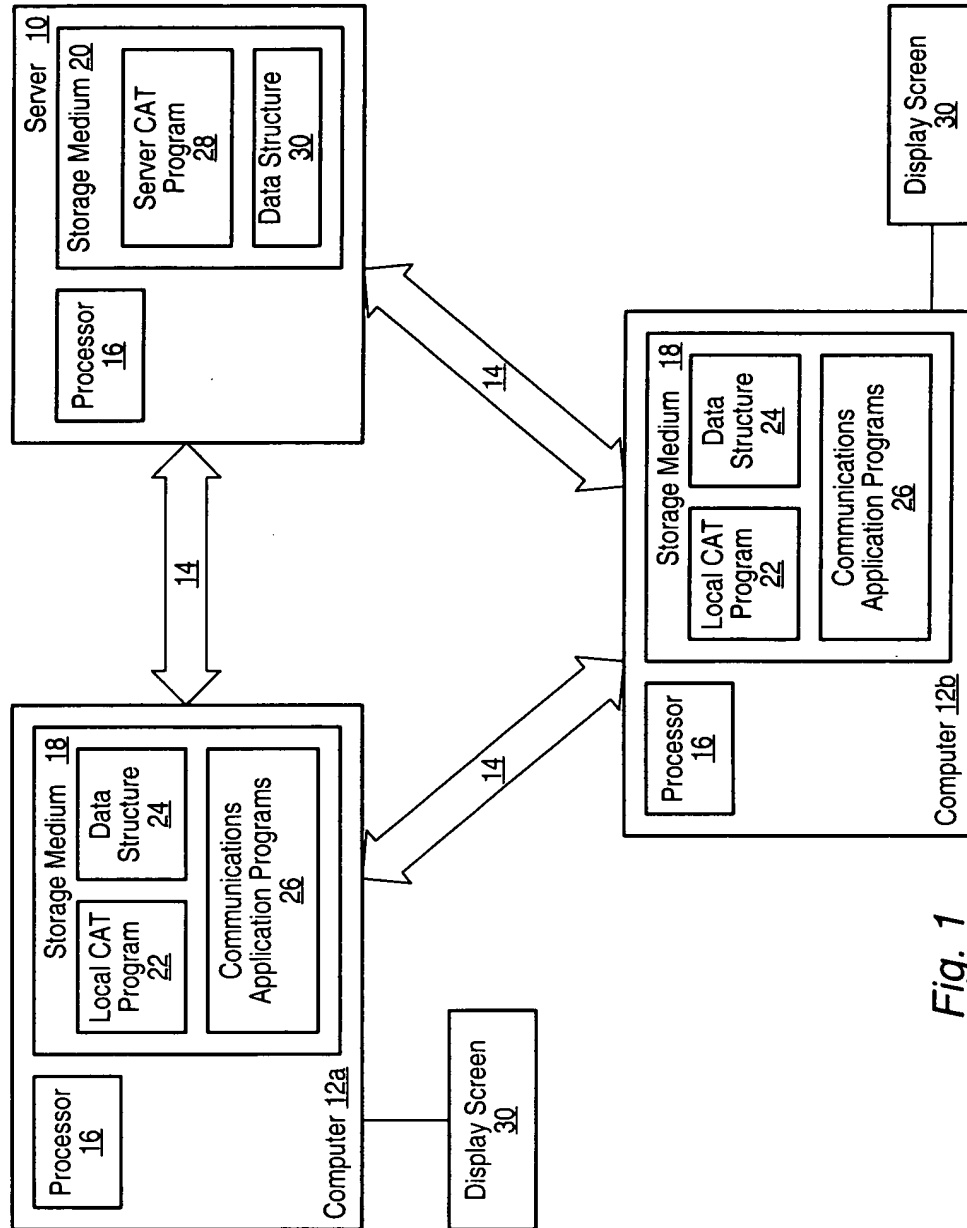 Processor
16
Storage Medium 18
Local CAT
Program
22
Data
Structure
24
Communications
Application Programs
26
Computer 12a
Display Screen
30
14
Server 10
Processor
16
Storage Medium 20
Server CAT
Program
28
Data Structure
30
14
14
Processor
16
Storage Medium 18
Local CAT
Program
22
Data
Structure
24
Communications
Application Programs
26
Computer 12b
Display Screen
30
Fig. 1